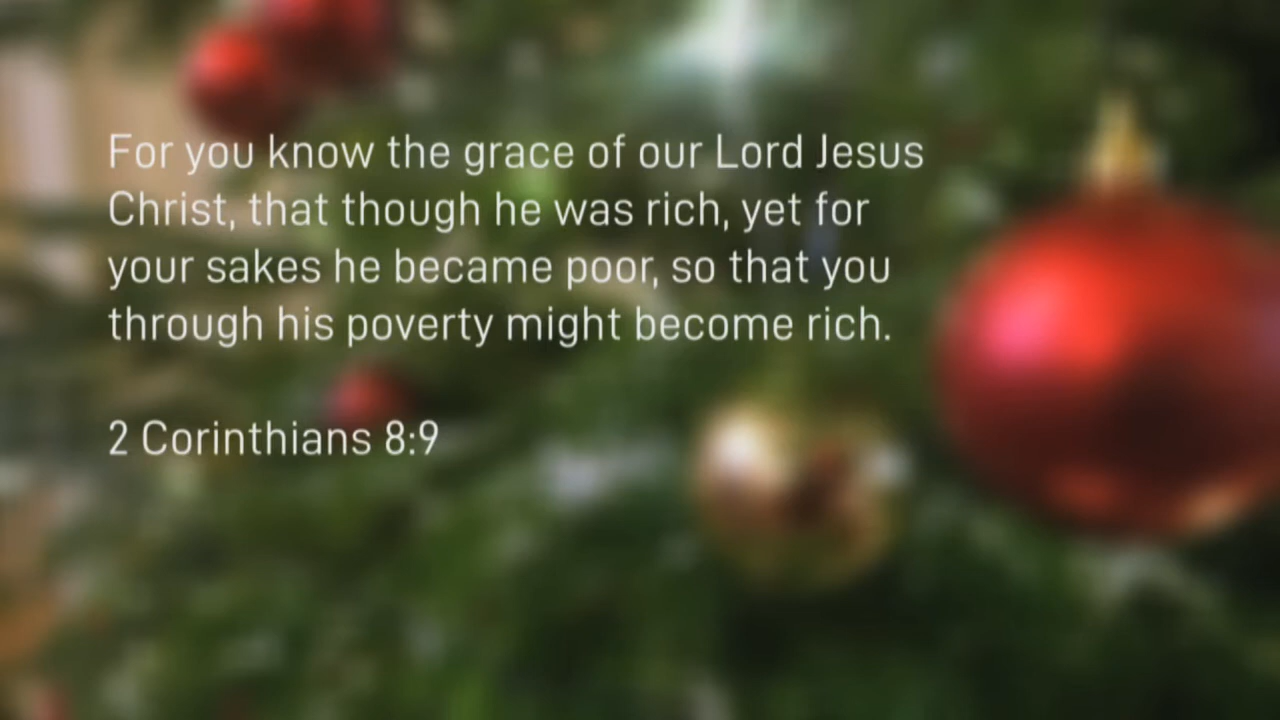 For you know the grace of our Lord Jesus
Christ, that though he was rich, yet for
your sakes he became poor, so that you
through his poverty might become rich.
2 Corinthians 8:9